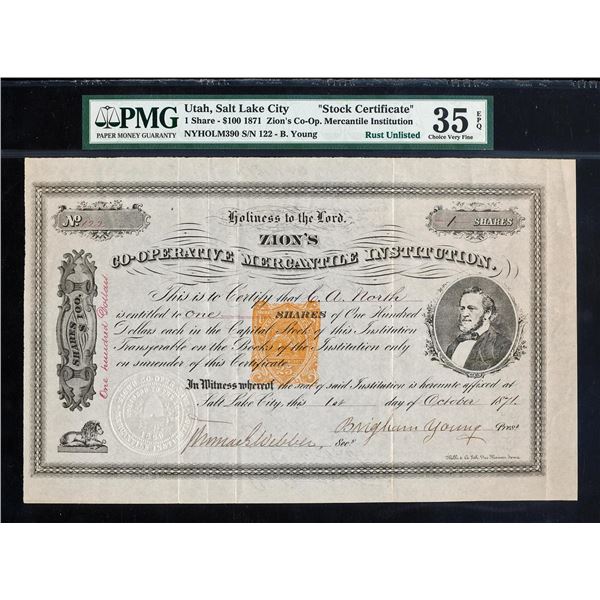 PMG
PAPER MONEY GUARANTY
Utah, Salt Lake City "Stock Certificate"
1 Share - $100 1871 Zion's Co-Op. Mercantile Institution
NYHOLM390 S/N 122 - B. Young
Rust Unlisted
35 EPQ
Choice Very Fine
No. 122
Holiness to the Lord.
-1- SHARES
ZION'S
CO-OPERATIVE MERCANTILE INSTITUTION.
This is to Certify that C. A. North
is entitled to one SHARES of One Hundred
Dollars each in the Capital Stock of this Institution
Transferable on the Books of the Institution only
on surrender of this Certificate.
SHARES $100.
One hundred Dollars
In Witness whereof the seal of said Institution is hereunto affixed at
Salt Lake City, this 1st day of October 1871.
Thomas G. Webber, Secy. Brigham Young Prest.